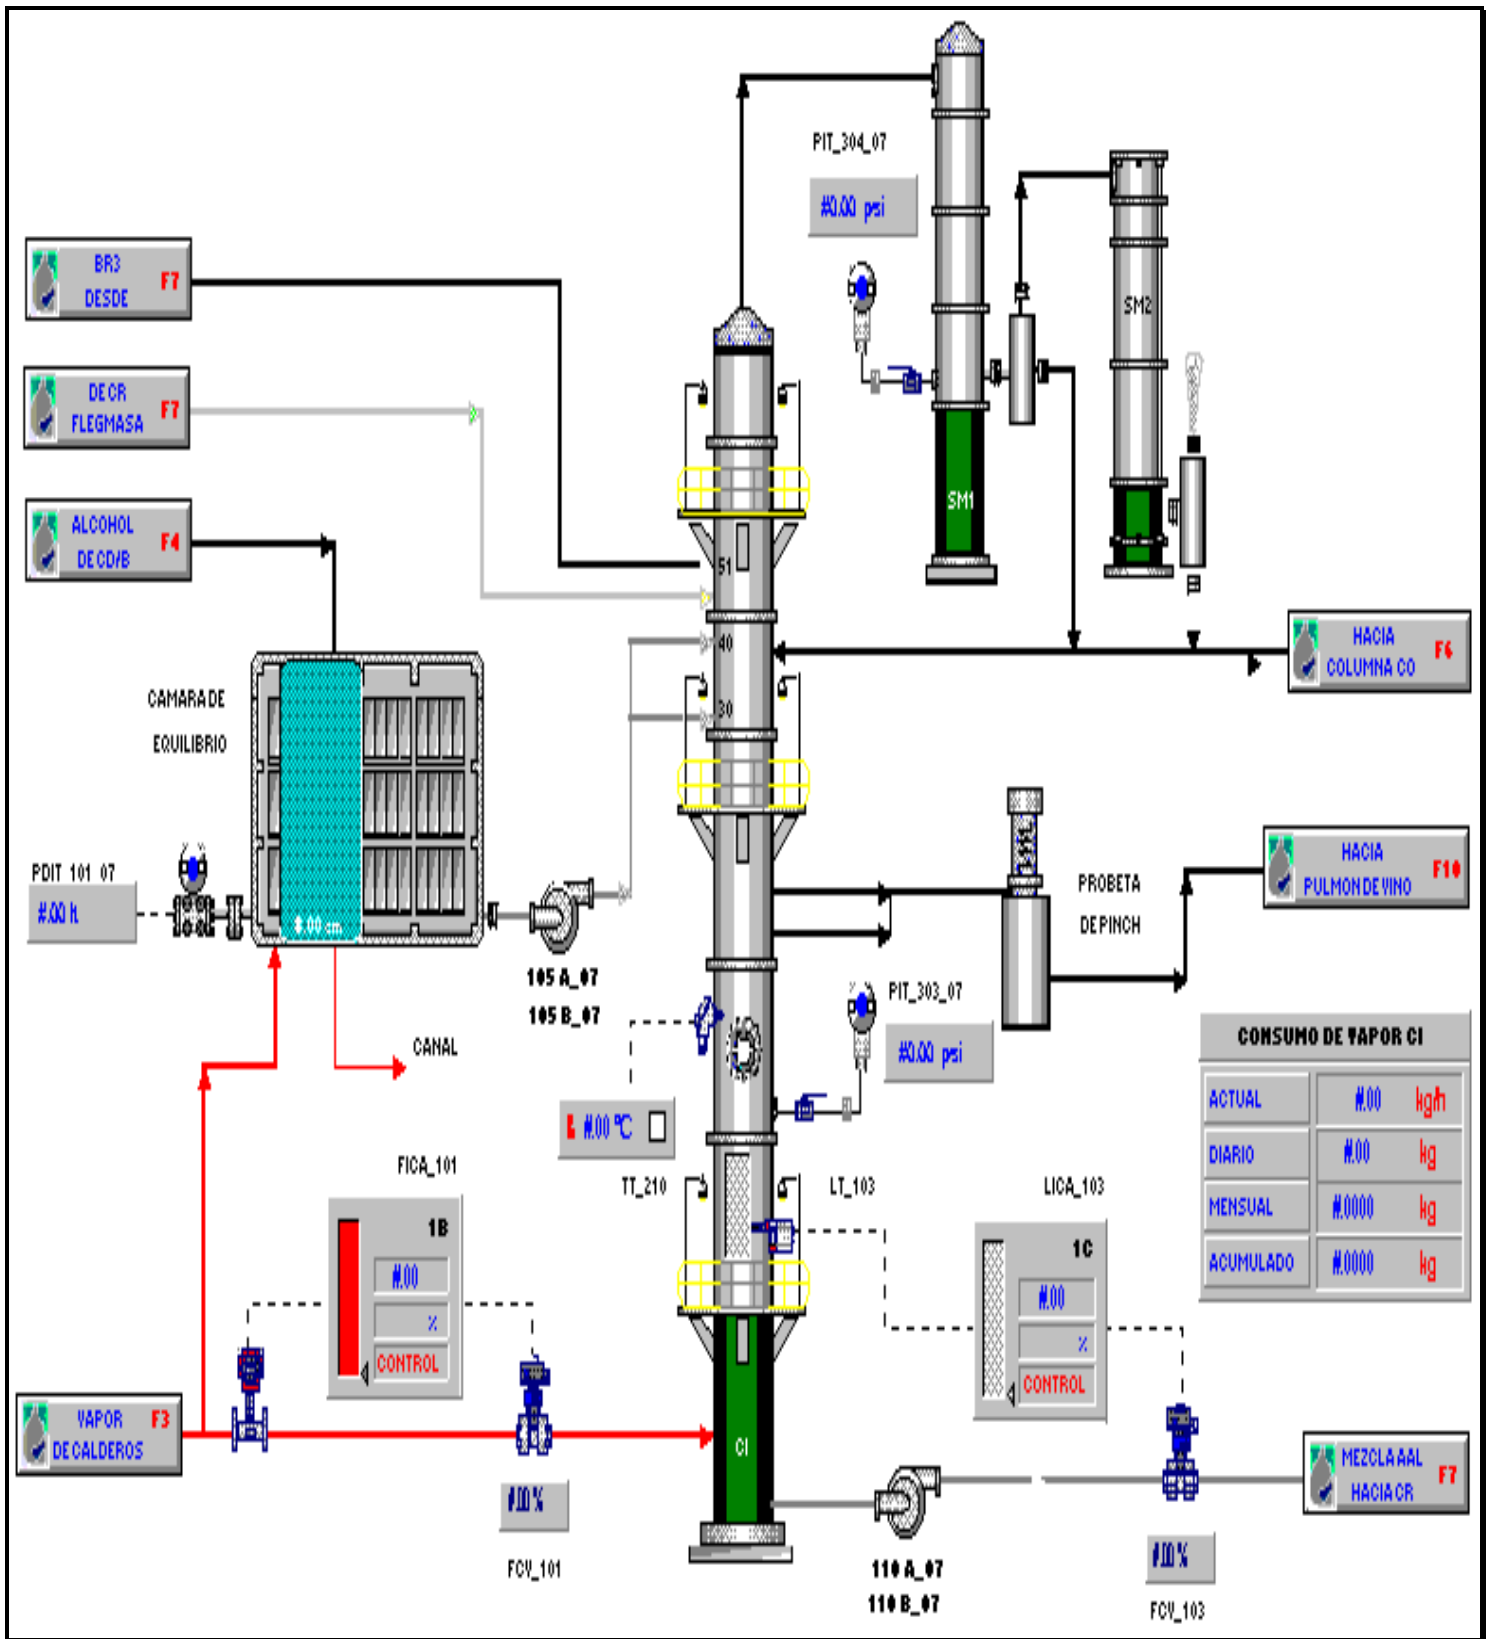 PIT_304_07
#0.00 psi
BR3
DESDE
F7
SM2
DE CR
FLEGMASA
F7
SM1
ALCOHOL
DE CD/B
F4
51
40
30
HACIA
COLUMNA CO
F6
CAMARA DE
EQUILIBRIO
PDIT_101_07
#.00 h
#.00 cm
105 A_07
105 B_07
PROBETA
DE PINCH
HACIA
PULMON DE VINO
F10
CANAL
PIT_303_07
#0.00 psi
#.00 °C
TT_210
LT_103
CONSUMO DE VAPOR CI
ACTUAL #.00 kg/h
DIARIO #.00 kg
MENSUAL #.0000 kg
ACUMULADO #.0000 kg
FICA_101
1B
#.00
%
CONTROL
LICA_103
1C
#.00
%
CONTROL
VAPOR
DE CALDEROS
F3
CI
#.00 %
FCV_101
110 A_07
110 B_07
MEZCLA AAL
HACIA CR
F7
#.00 %
FCV_103